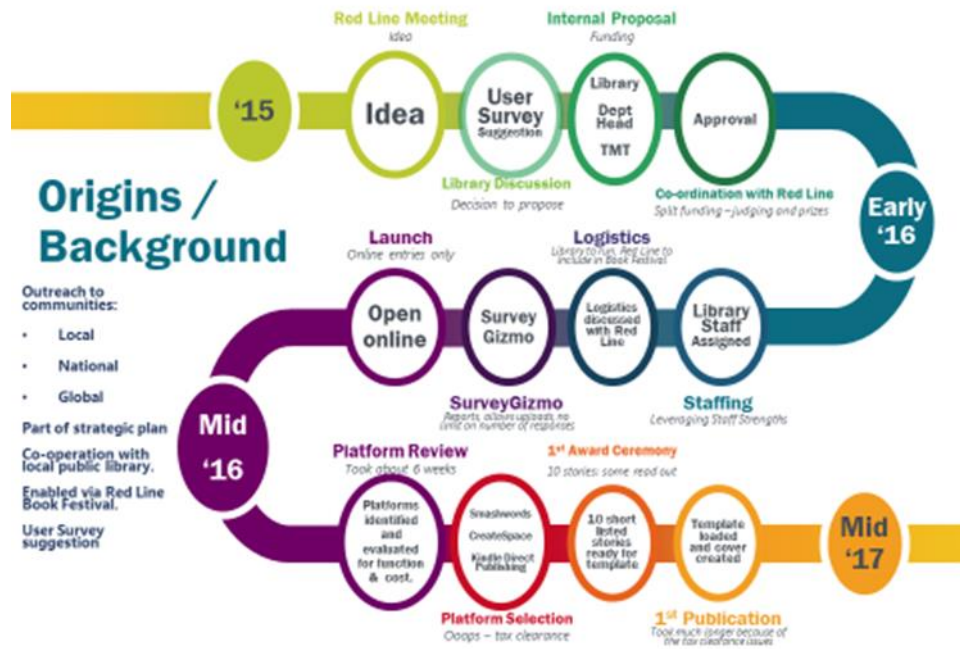 Red Line Meeting
Idea
Internal Proposal
Funding
'15
Idea
User
Survey
Suggestion
Library
Dept
Head
TMT
Approval
Library Discussion
Decision to propose
Co-ordination with Red Line
Split funding – judging and prizes
Early
'16
Origins /
Background
Outreach to
communities:
• Local
• National
• Global
Part of strategic plan
Co-operation with
local public library.
Enabled via Red Line
Book Festival.
User Survey
suggestion
Launch
Online entries only
Logistics
Library to run, Red Line to
include in Book Festival
Open
online
Survey
Gizmo
Logistics
discussed
with Red
Line
Library
Staff
Assigned
SurveyGizmo
Reports, allows uploads, no
limit on number of responses
Staffing
Leveraging Staff Strengths
Mid
'16
Platform Review
Took about 6 weeks
1st Award Ceremony
10 stories: some read out
Platforms
identified
and
evaluated
for function
& cost.
Smashwords
CreateSpace
Kindle Direct
Publishing
10 short
listed
stories
ready for
template
Template
loaded
and cover
created
Mid
'17
Platform Selection
Ooops – tax clearance
1st Publication
Took much longer because of
the tax clearance issues